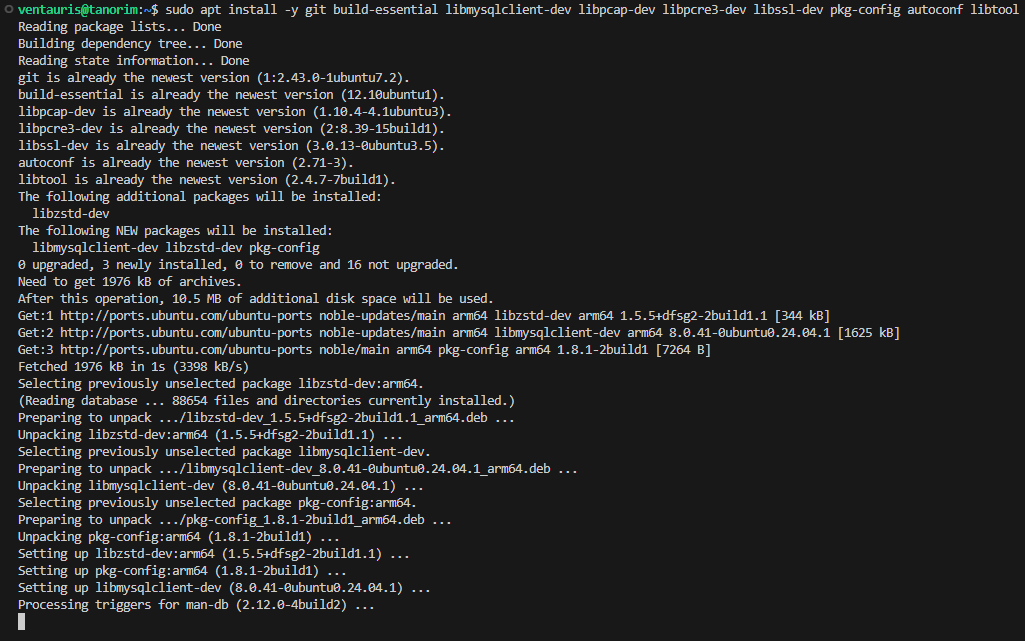 ventauris@tanorim:~$ sudo apt install -y git build-essential libmysqlclient-dev libpcap-dev libpcre3-dev libssl-dev pkg-config autoconf libtool
Reading package lists... Done
Building dependency tree... Done
Reading state information... Done
git is already the newest version (1:2.43.0-1ubuntu7.2).
build-essential is already the newest version (12.10ubuntu1).
libpcap-dev is already the newest version (1.10.4-4.1ubuntu3).
libpcre3-dev is already the newest version (2:8.39-15build1).
libssl-dev is already the newest version (3.0.13-0ubuntu3.5).
autoconf is already the newest version (2.71-3).
libtool is already the newest version (2.4.7-7build1).
The following additional packages will be installed:
  libzstd-dev
The following NEW packages will be installed:
  libmysqlclient-dev libzstd-dev pkg-config
0 upgraded, 3 newly installed, 0 to remove and 16 not upgraded.
Need to get 1976 kB of archives.
After this operation, 10.5 MB of additional disk space will be used.
Get:1 http://ports.ubuntu.com/ubuntu-ports noble-updates/main arm64 libzstd-dev arm64 1.5.5+dfsg2-2build1.1 [344 kB]
Get:2 http://ports.ubuntu.com/ubuntu-ports noble-updates/main arm64 libmysqlclient-dev arm64 8.0.41-0ubuntu0.24.04.1 [1625 kB]
Get:3 http://ports.ubuntu.com/ubuntu-ports noble/main arm64 pkg-config arm64 1.8.1-2build1 [7264 B]
Fetched 1976 kB in 1s (3398 kB/s)
Selecting previously unselected package libzstd-dev:arm64.
(Reading database ... 88654 files and directories currently installed.)
Preparing to unpack .../libzstd-dev_1.5.5+dfsg2-2build1.1_arm64.deb ...
Unpacking libzstd-dev:arm64 (1.5.5+dfsg2-2build1.1) ...
Selecting previously unselected package libmysqlclient-dev.
Preparing to unpack .../libmysqlclient-dev_8.0.41-0ubuntu0.24.04.1_arm64.deb ...
Unpacking libmysqlclient-dev (8.0.41-0ubuntu0.24.04.1) ...
Selecting previously unselected package pkg-config:arm64.
Preparing to unpack .../pkg-config_1.8.1-2build1_arm64.deb ...
Unpacking pkg-config:arm64 (1.8.1-2build1) ...
Setting up libzstd-dev:arm64 (1.5.5+dfsg2-2build1.1) ...
Setting up pkg-config:arm64 (1.8.1-2build1) ...
Setting up libmysqlclient-dev (8.0.41-0ubuntu0.24.04.1) ...
Processing triggers for man-db (2.12.0-4build2) ...